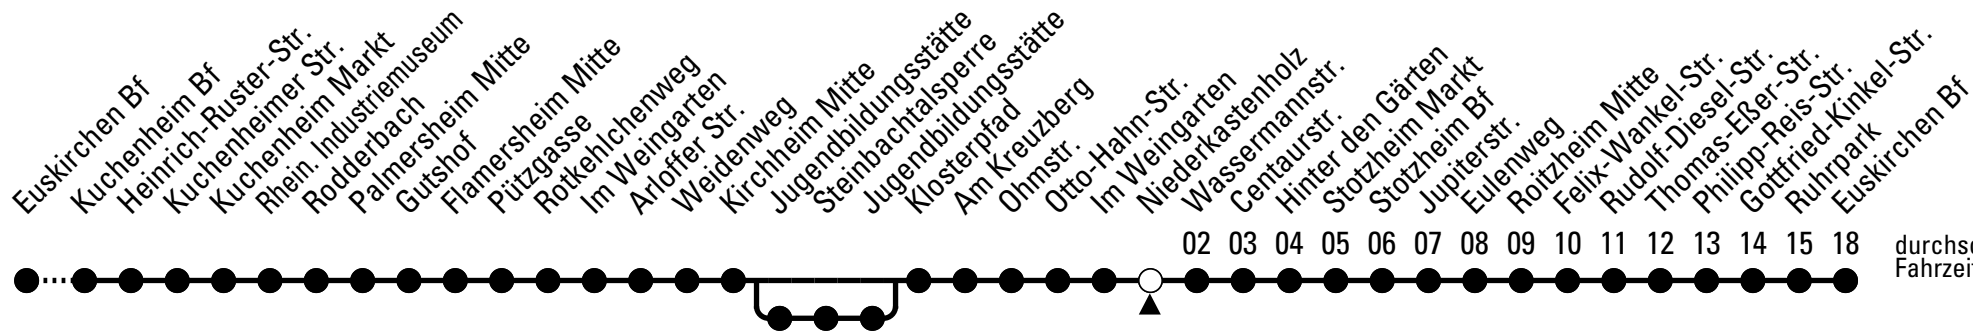 Euskirchen Bf
Kuchenheim Bf
Heinrich-Ruster-Str.
Kuchenheimer Str.
Kuchenheim Markt
Rhein. Industriemuseum
Rodderbach
Palmersheim Mitte
Gutshof
Flamersheim Mitte
Pützgasse
Rotkehlchenweg
Im Weingarten
Arloffer Str.
Weidenweg
Kirchheim Mitte
Jugendbildungsstätte
Steinbachtalsperre
Jugendbildungsstätte
Klosterpfad
Am Kreuzberg
Ohmstr.
Otto-Hahn-Str.
Im Weingarten
Niederkastenholz
Wassermannstr.
Centaurstr.
Hinter den Gärten
Stotzheim Markt
Stotzheim Bf
Jupiterstr.
Eulenweg
Roitzheim Mitte
Felix-Wankel-Str.
Rudolf-Diesel-Str.
Thomas-Eßer-Str.
Philipp-Reis-Str.
Gottfried-Kinkel-Str.
Ruhrpark
Euskirchen Bf
02 03 04 05 06 07 08 09 10 11 12 13 14 15 18
durchsc
Fahrzeit